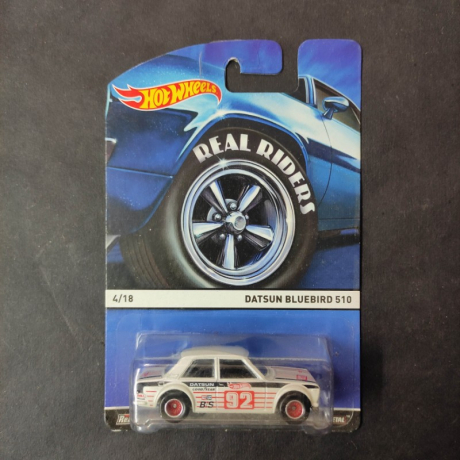 Hot Wheels
REAL RIDERS
4/18
DATSUN BLUEBIRD 510
DATSUN
BS
92